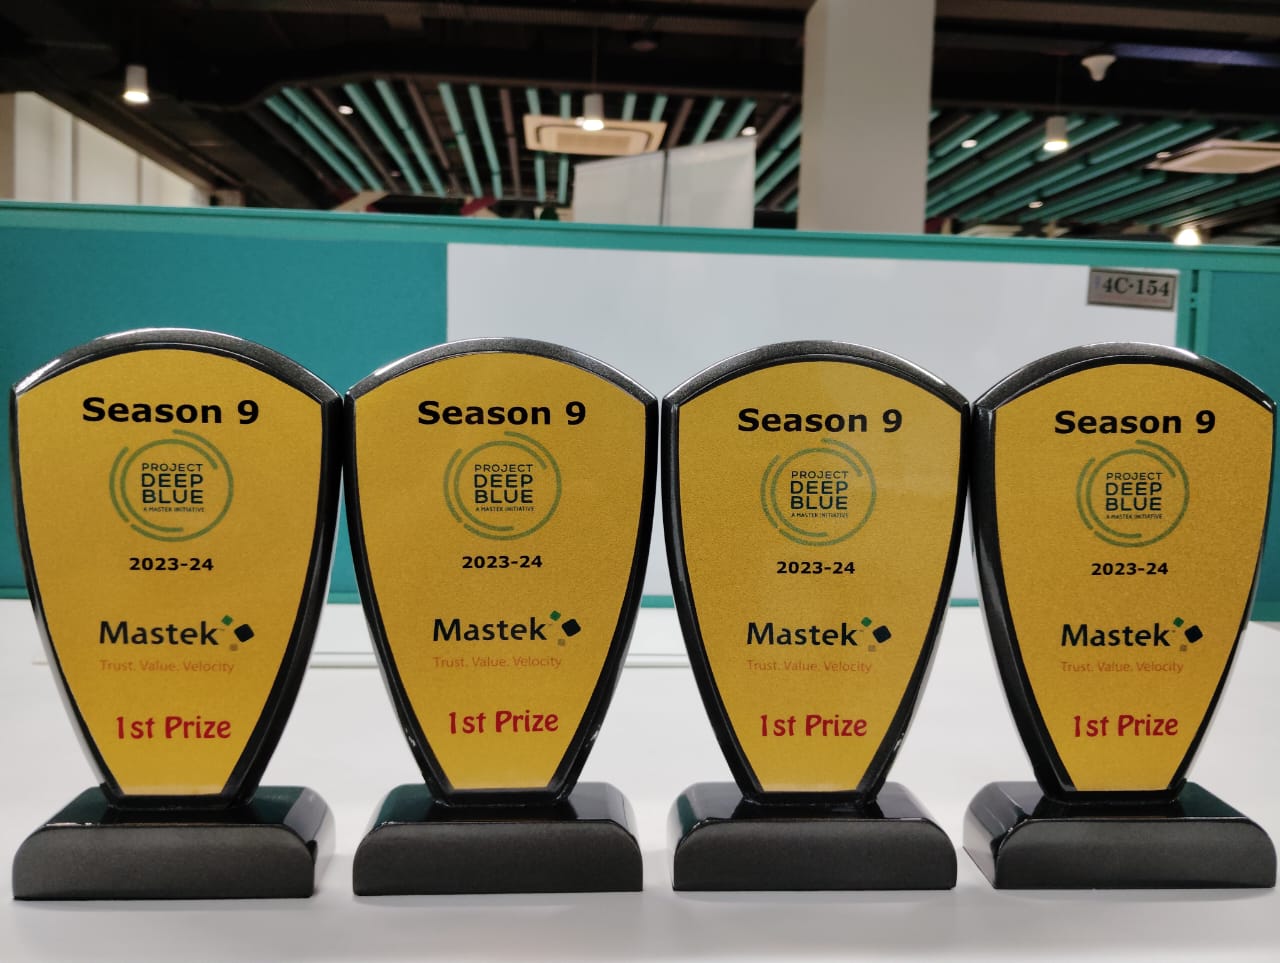 4C-154
Season 9
PROJECT
DEEP
BLUE
A MASTEK INITIATIVE
2023-24
Mastek
Trust. Value. Velocity
1st Prize
Season 9
PROJECT
DEEP
BLUE
A MASTEK INITIATIVE
2023-24
Mastek
Trust. Value. Velocity
1st Prize
Season 9
PROJECT
DEEP
BLUE
A MASTEK INITIATIVE
2023-24
Mastek
Trust. Value. Velocity
1st Prize
Season 9
PROJECT
DEEP
BLUE
A MASTEK INITIATIVE
2023-24
Mastek
Trust. Value. Velocity
1st Prize